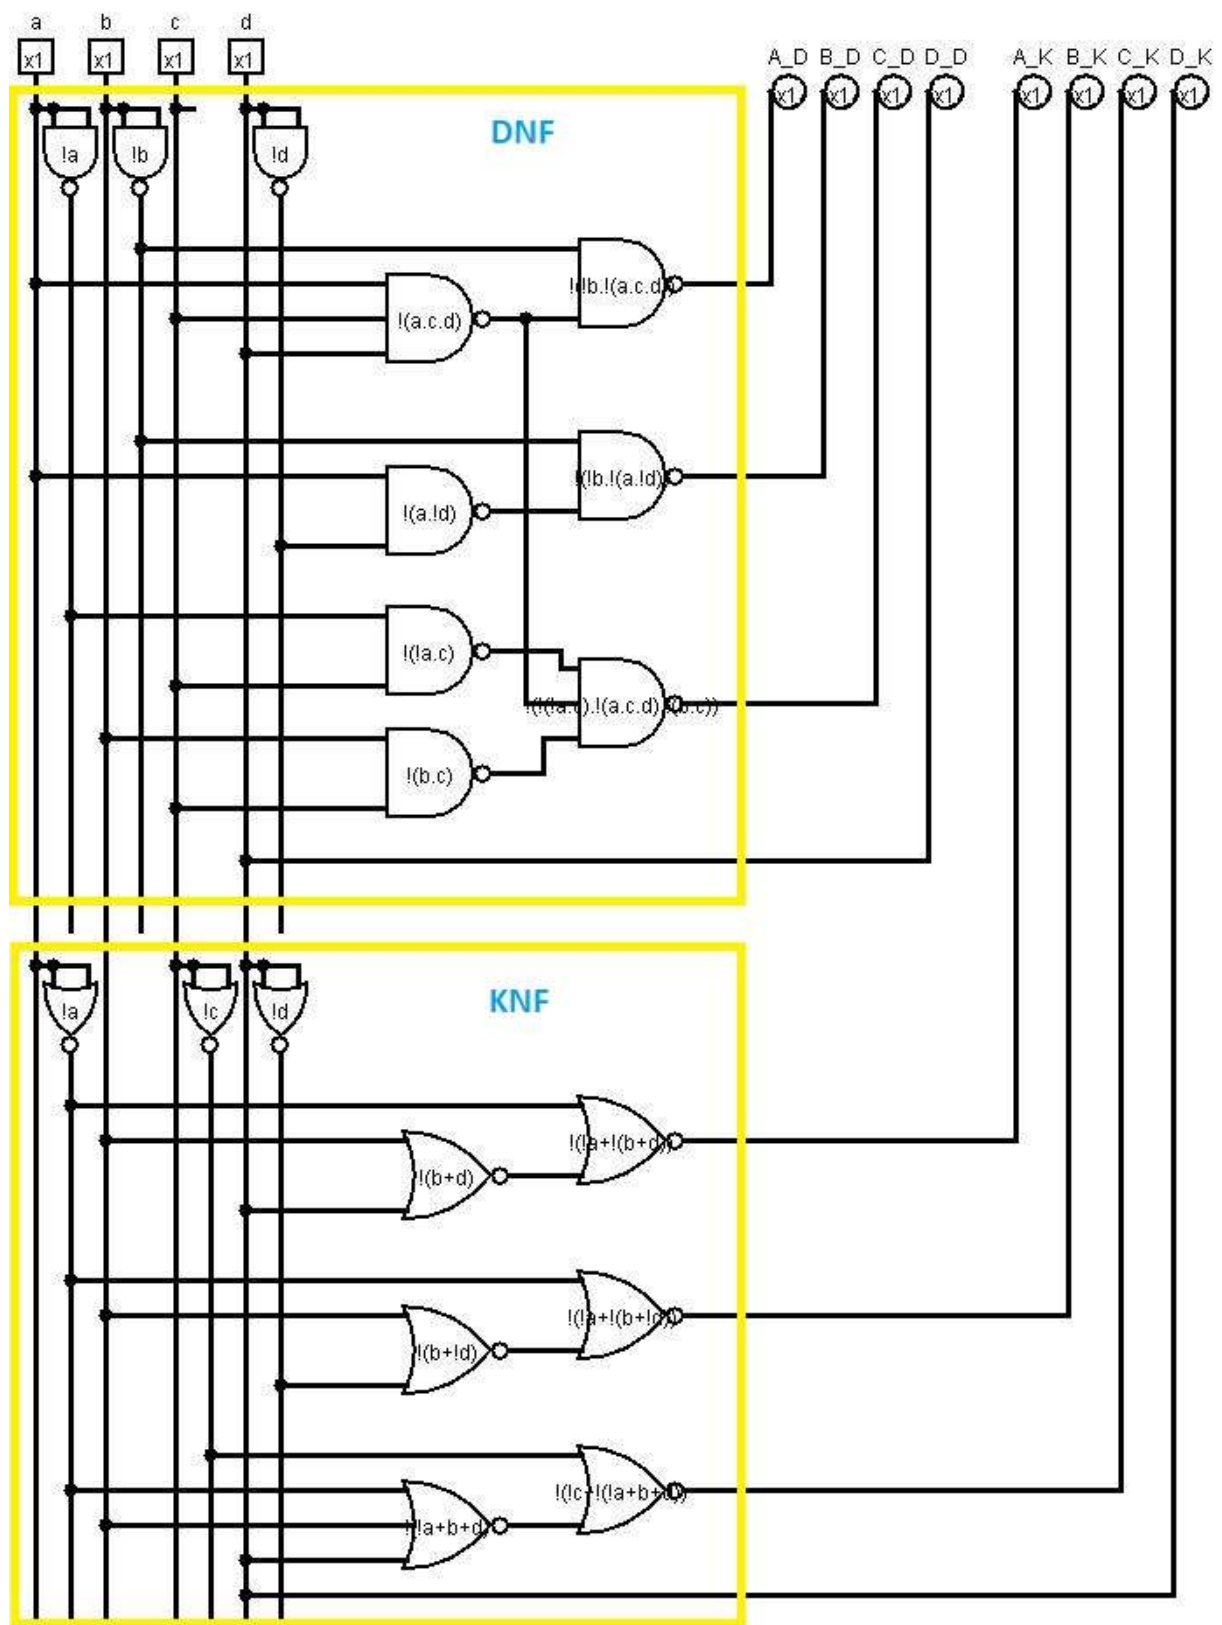 a b c d
x1 x1 x1 x1
A_D B_D C_D D_D A_K B_K C_K D_K
x1 x1 x1 x1 x1 x1 x1 x1
DNF
!a !b !d
!(a.c.d)
!b.!(a.c.d)
!(a.!d)
!(!b.!(a.!d)
!(!a.c)
!(b.c)
KNF
!a !c !d
!(b+d)
!(!a+!(b+d))
!(b+!d)
!(!a+!(b+!d))